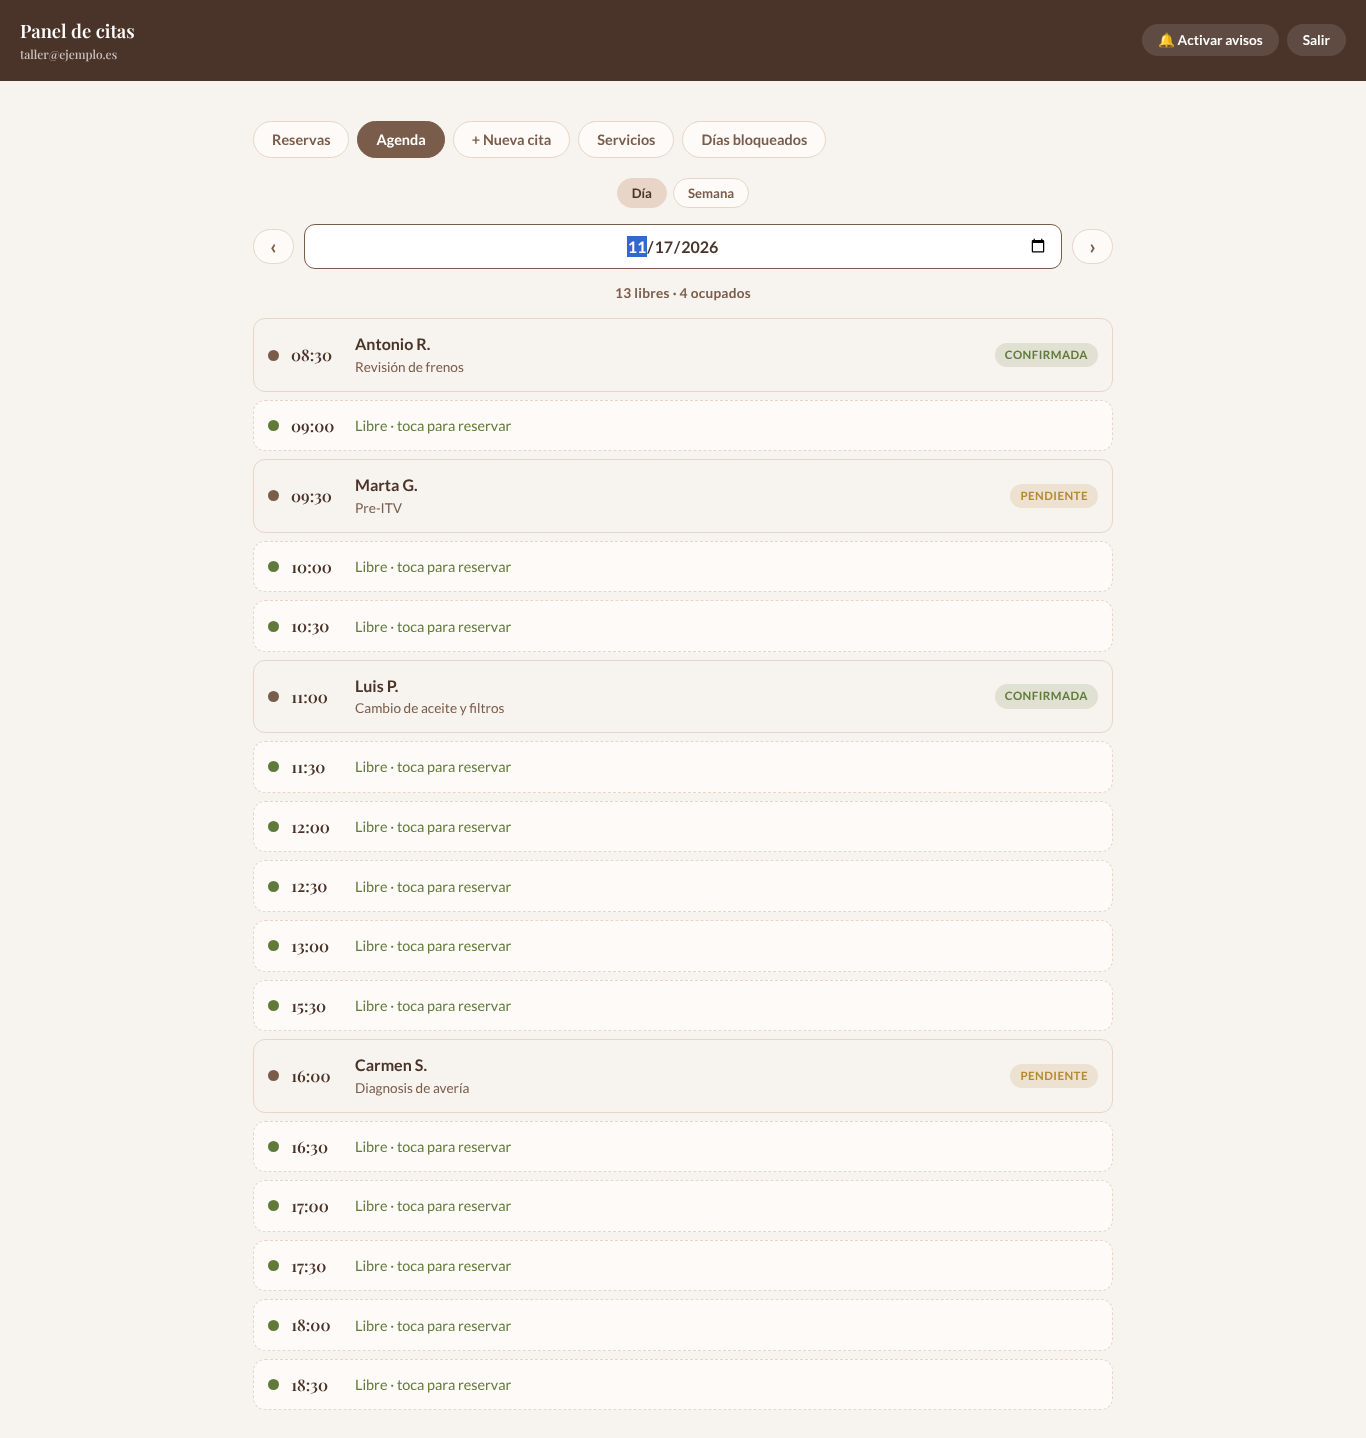 Panel de citas
taller@ejemplo.es
🔔 Activar avisos
Salir
Reservas
Agenda
+ Nueva cita
Servicios
Días bloqueados
Día
Semana
‹
11/17/2026
›
13 libres · 4 ocupados
08:30
Antonio R.
Revisión de frenos
CONFIRMADA
09:00
Libre · toca para reservar
09:30
Marta G.
Pre-ITV
PENDIENTE
10:00
Libre · toca para reservar
10:30
Libre · toca para reservar
11:00
Luis P.
Cambio de aceite y filtros
CONFIRMADA
11:30
Libre · toca para reservar
12:00
Libre · toca para reservar
12:30
Libre · toca para reservar
13:00
Libre · toca para reservar
15:30
Libre · toca para reservar
16:00
Carmen S.
Diagnosis de avería
PENDIENTE
16:30
Libre · toca para reservar
17:00
Libre · toca para reservar
17:30
Libre · toca para reservar
18:00
Libre · toca para reservar
18:30
Libre · toca para reservar